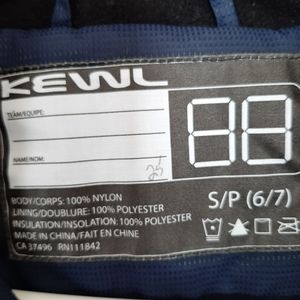 KEWL
TEAM/EQUIPE:
NAME/NOM:
88
BODY/CORPS: 100% NYLON
LINING/DOUBLURE: 100% POLYESTER
INSULATION/ISOLATION: 100% POLYESTER
MADE IN CHINA/FAIT EN CHINE
CA 37496 RN111842
S/P (6/7)